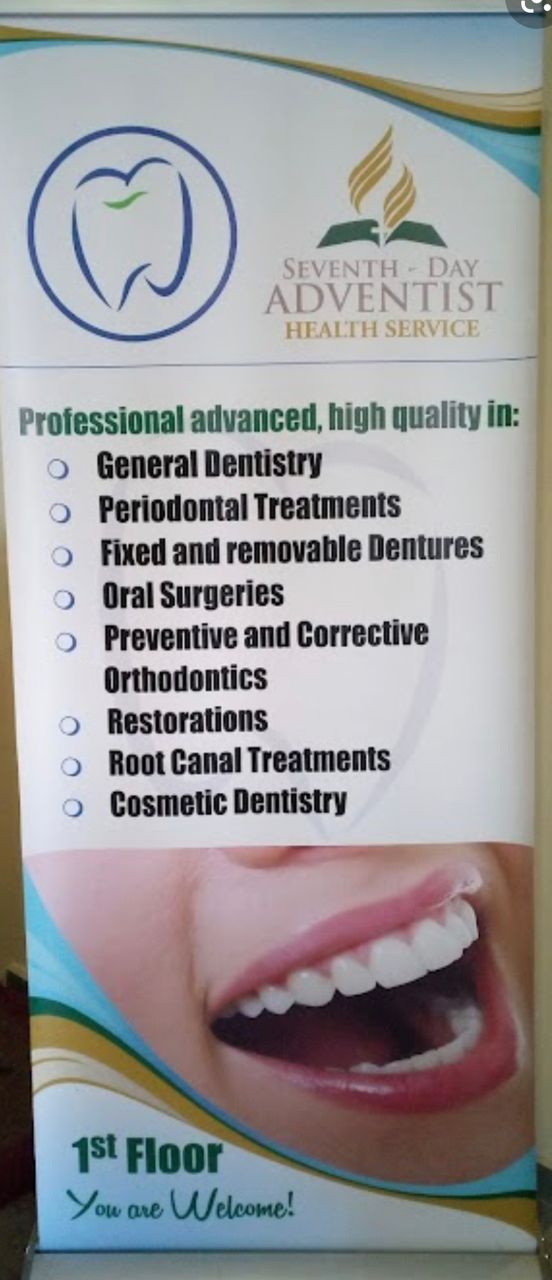 SEVENTH - DAY
ADVENTIST
HEALTH SERVICE
Professional advanced, high quality in:
General Dentistry
Periodontal Treatments
Fixed and removable Dentures
Oral Surgeries
Preventive and Corrective
Orthodontics
Restorations
Root Canal Treatments
Cosmetic Dentistry
1st Floor
You are Welcome!